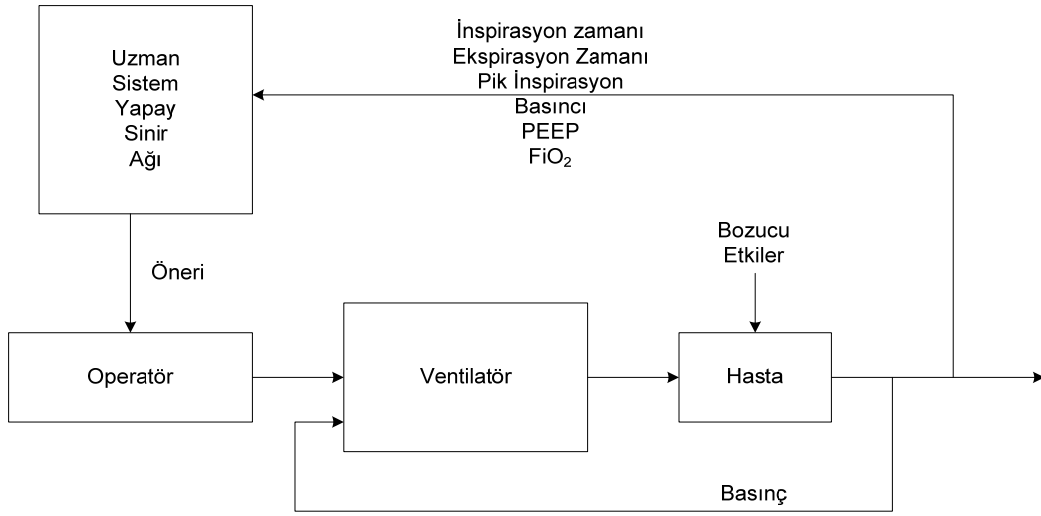 Uzman
Sistem
Yapay
Sinir
Ağı
İnspirasyon zamanı
Ekspirasyon Zamanı
Pik İnspirasyon
Basıncı
PEEP
FiO₂
Öneri
Bozucu
Etkiler
Operatör
Ventilatör
Hasta
Basınç